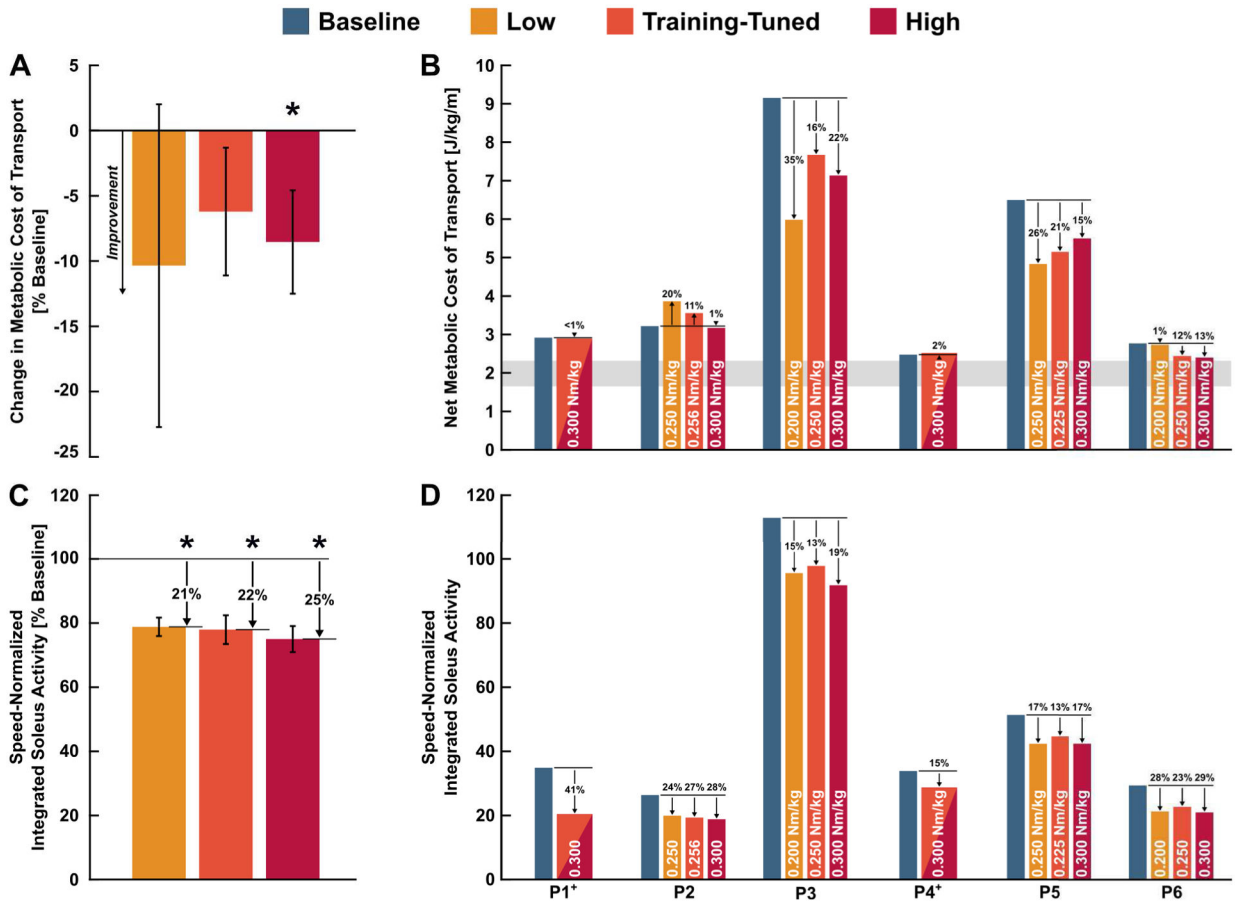 Baseline
Low
Training-Tuned
High
A
Change in Metabolic Cost of Transport
[% Baseline]
5
0
-5
-10
-15
-20
-25
Improvement
*
B
Net Metabolic Cost of Transport [J/kg/m]
10
9
8
7
6
5
4
3
2
1
0
<1%
0.300 Nm/kg
20%
11%
1%
0.250 Nm/kg
0.256 Nm/kg
0.300 Nm/kg
35%
16%
22%
0.200 Nm/kg
0.250 Nm/kg
0.300 Nm/kg
2%
0.300 Nm/kg
26%
21%
15%
0.250 Nm/kg
0.225 Nm/kg
0.300 Nm/kg
1%
12%
13%
0.200 Nm/kg
0.250 Nm/kg
0.300 Nm/kg
C
Speed-Normalized
Integrated Soleus Activity [% Baseline]
120
100
80
60
40
20
0
*
*
*
21%
22%
25%
D
Speed-Normalized
Integrated Soleus Activity
120
100
80
60
40
20
0
41%
0.300
24%
27%
28%
0.250
0.256
0.300
15%
13%
19%
0.200 Nm/kg
0.250 Nm/kg
0.300 Nm/kg
15%
0.300 Nm/kg
17%
13%
17%
0.250 Nm/kg
0.225 Nm/kg
0.300 Nm/kg
28%
23%
29%
0.200
0.250
0.300
P1⁺
P2
P3
P4⁺
P5
P6